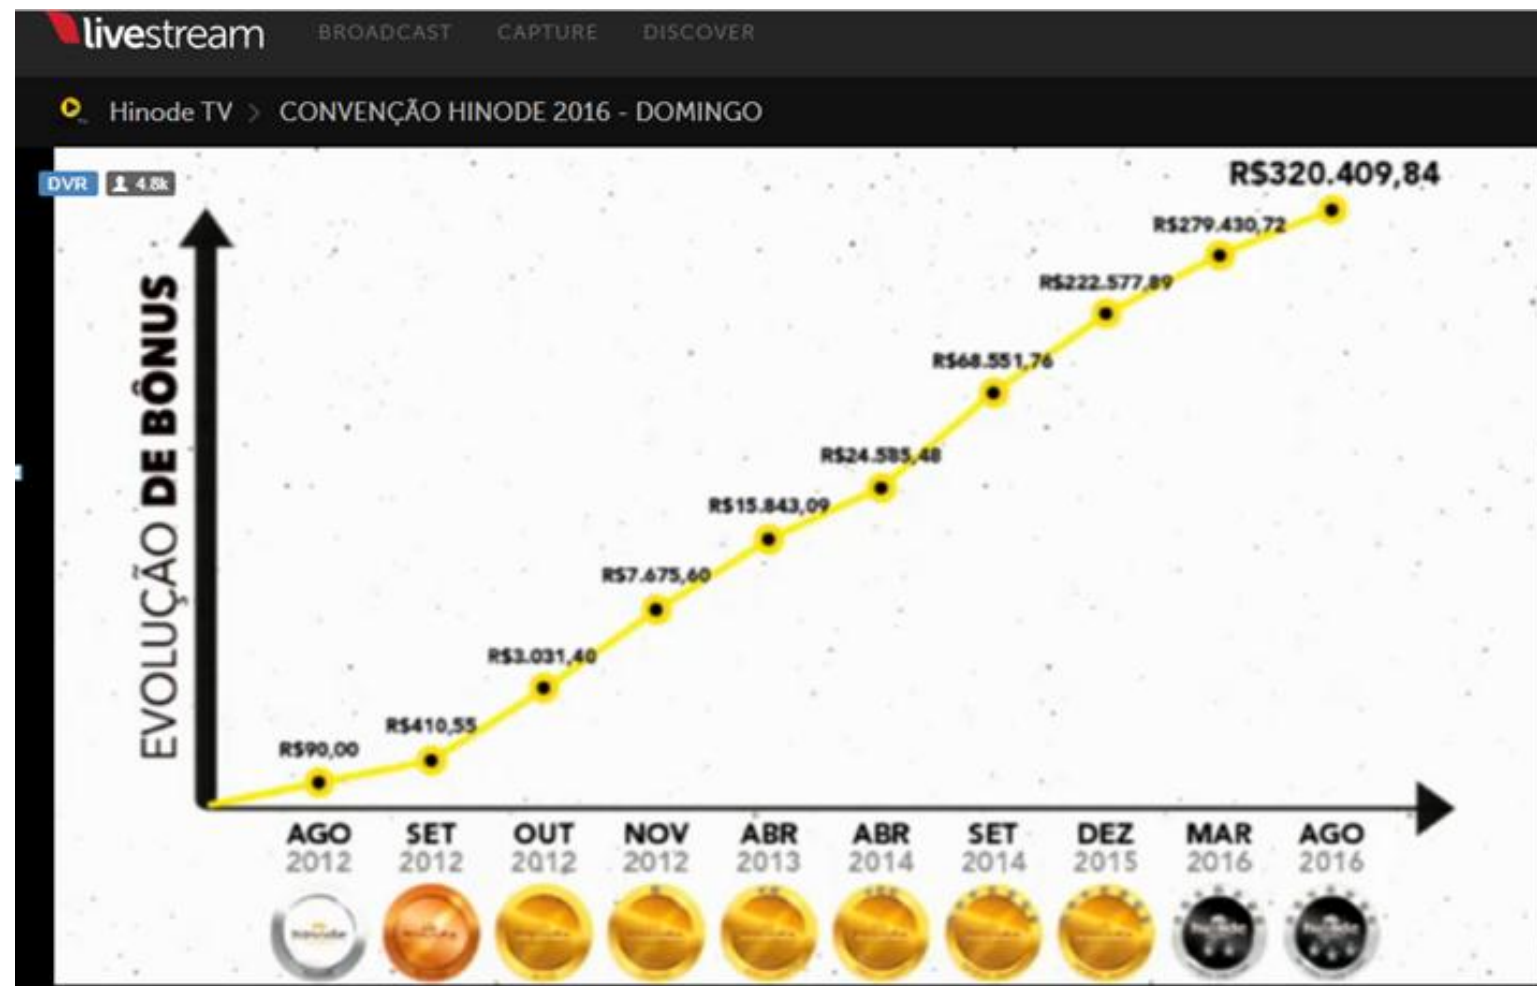 livestream BROADCAST CAPTURE DISCOVER
Hinode TV > CONVENÇÃO HINODE 2016 - DOMINGO
DVR 4.8k
EVOLUÇÃO DE BÔNUS
R$320.409,84
R$279.430,72
R$222.577,89
R$68.551,76
R$24.585,48
R$15.843,09
R$7.675,60
R$3.031,40
R$410,55
R$90,00
AGO SET OUT NOV ABR ABR SET DEZ MAR AGO
2012 2012 2012 2012 2013 2014 2014 2015 2016 2016
hinode